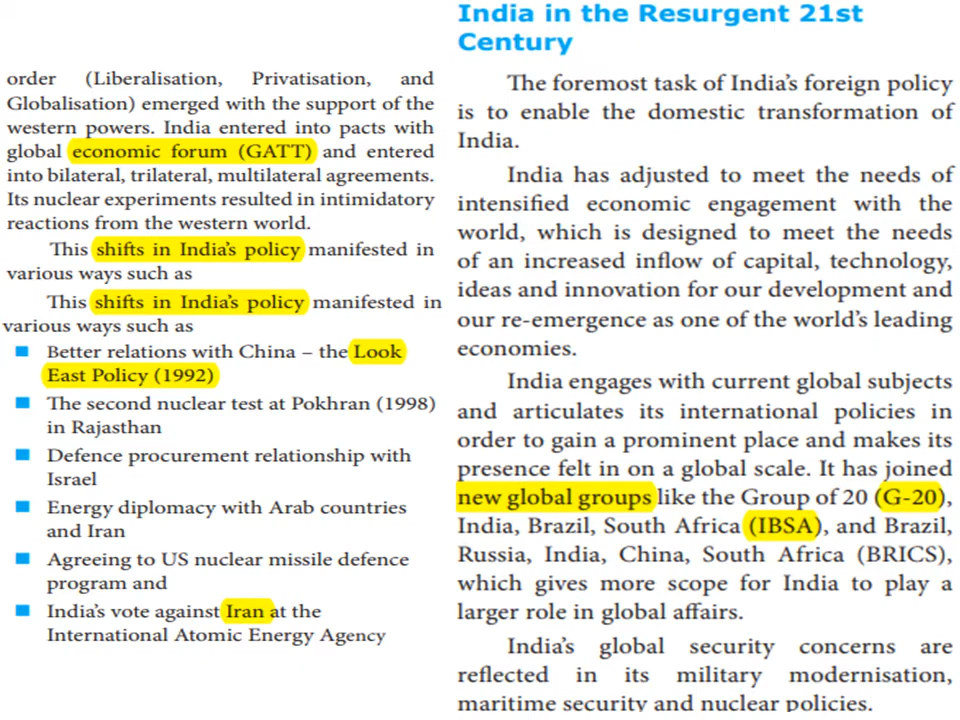 order (Liberalisation, Privatisation, and
Globalisation) emerged with the support of the
western powers. India entered into pacts with
global economic forum (GATT) and entered
into bilateral, trilateral, multilateral agreements.
Its nuclear experiments resulted in intimidatory
reactions from the western world.
This shifts in India’s policy manifested in
various ways such as
This shifts in India’s policy manifested in
various ways such as
Better relations with China – the Look
East Policy (1992)
The second nuclear test at Pokhran (1998)
in Rajasthan
Defence procurement relationship with
Israel
Energy diplomacy with Arab countries
and Iran
Agreeing to US nuclear missile defence
program and
India’s vote against Iran at the
International Atomic Energy Agency
India in the Resurgent 21st
Century
The foremost task of India’s foreign policy
is to enable the domestic transformation of
India.
India has adjusted to meet the needs of
intensified economic engagement with the
world, which is designed to meet the needs
of an increased inflow of capital, technology,
ideas and innovation for our development and
our re-emergence as one of the world’s leading
economies.
India engages with current global subjects
and articulates its international policies in
order to gain a prominent place and makes its
presence felt in on a global scale. It has joined
new global groups like the Group of 20 (G-20),
India, Brazil, South Africa (IBSA), and Brazil,
Russia, India, China, South Africa (BRICS),
which gives more scope for India to play a
larger role in global affairs.
India’s global security concerns are
reflected in its military modernisation,
maritime security and nuclear policies.